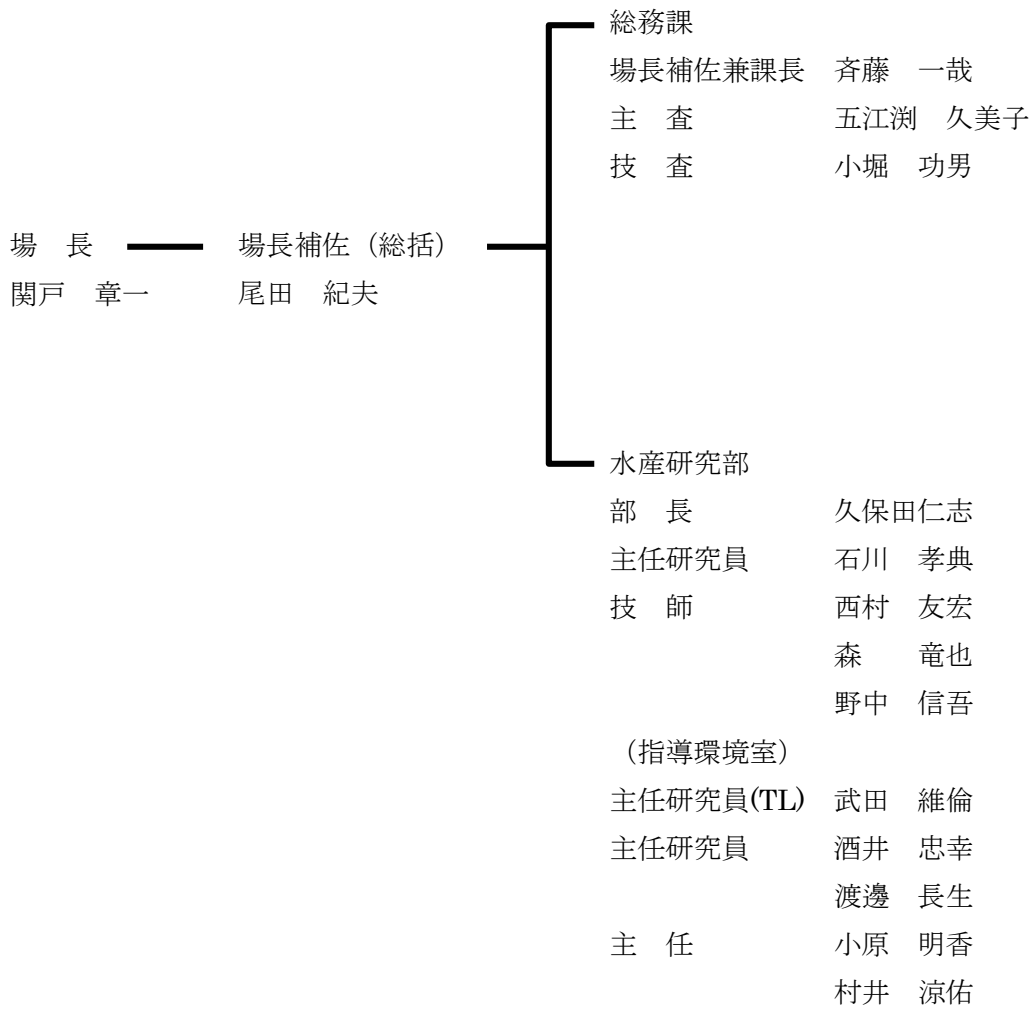 総務課
場長補佐兼課長　斉藤　一哉
主　査　五江渕　久美子
技　査　小堀　功男
場　長　場長補佐（総括）
関戸　章一　尾田　紀夫
水産研究部
部　長　久保田仁志
主任研究員　石川　孝典
技　師　西村　友宏
森　竜也
野中　信吾
（指導環境室）
主任研究員(TL)　武田　維倫
主任研究員　酒井　忠幸
渡邊　長生
主　任　小原　明香
村井　涼佑